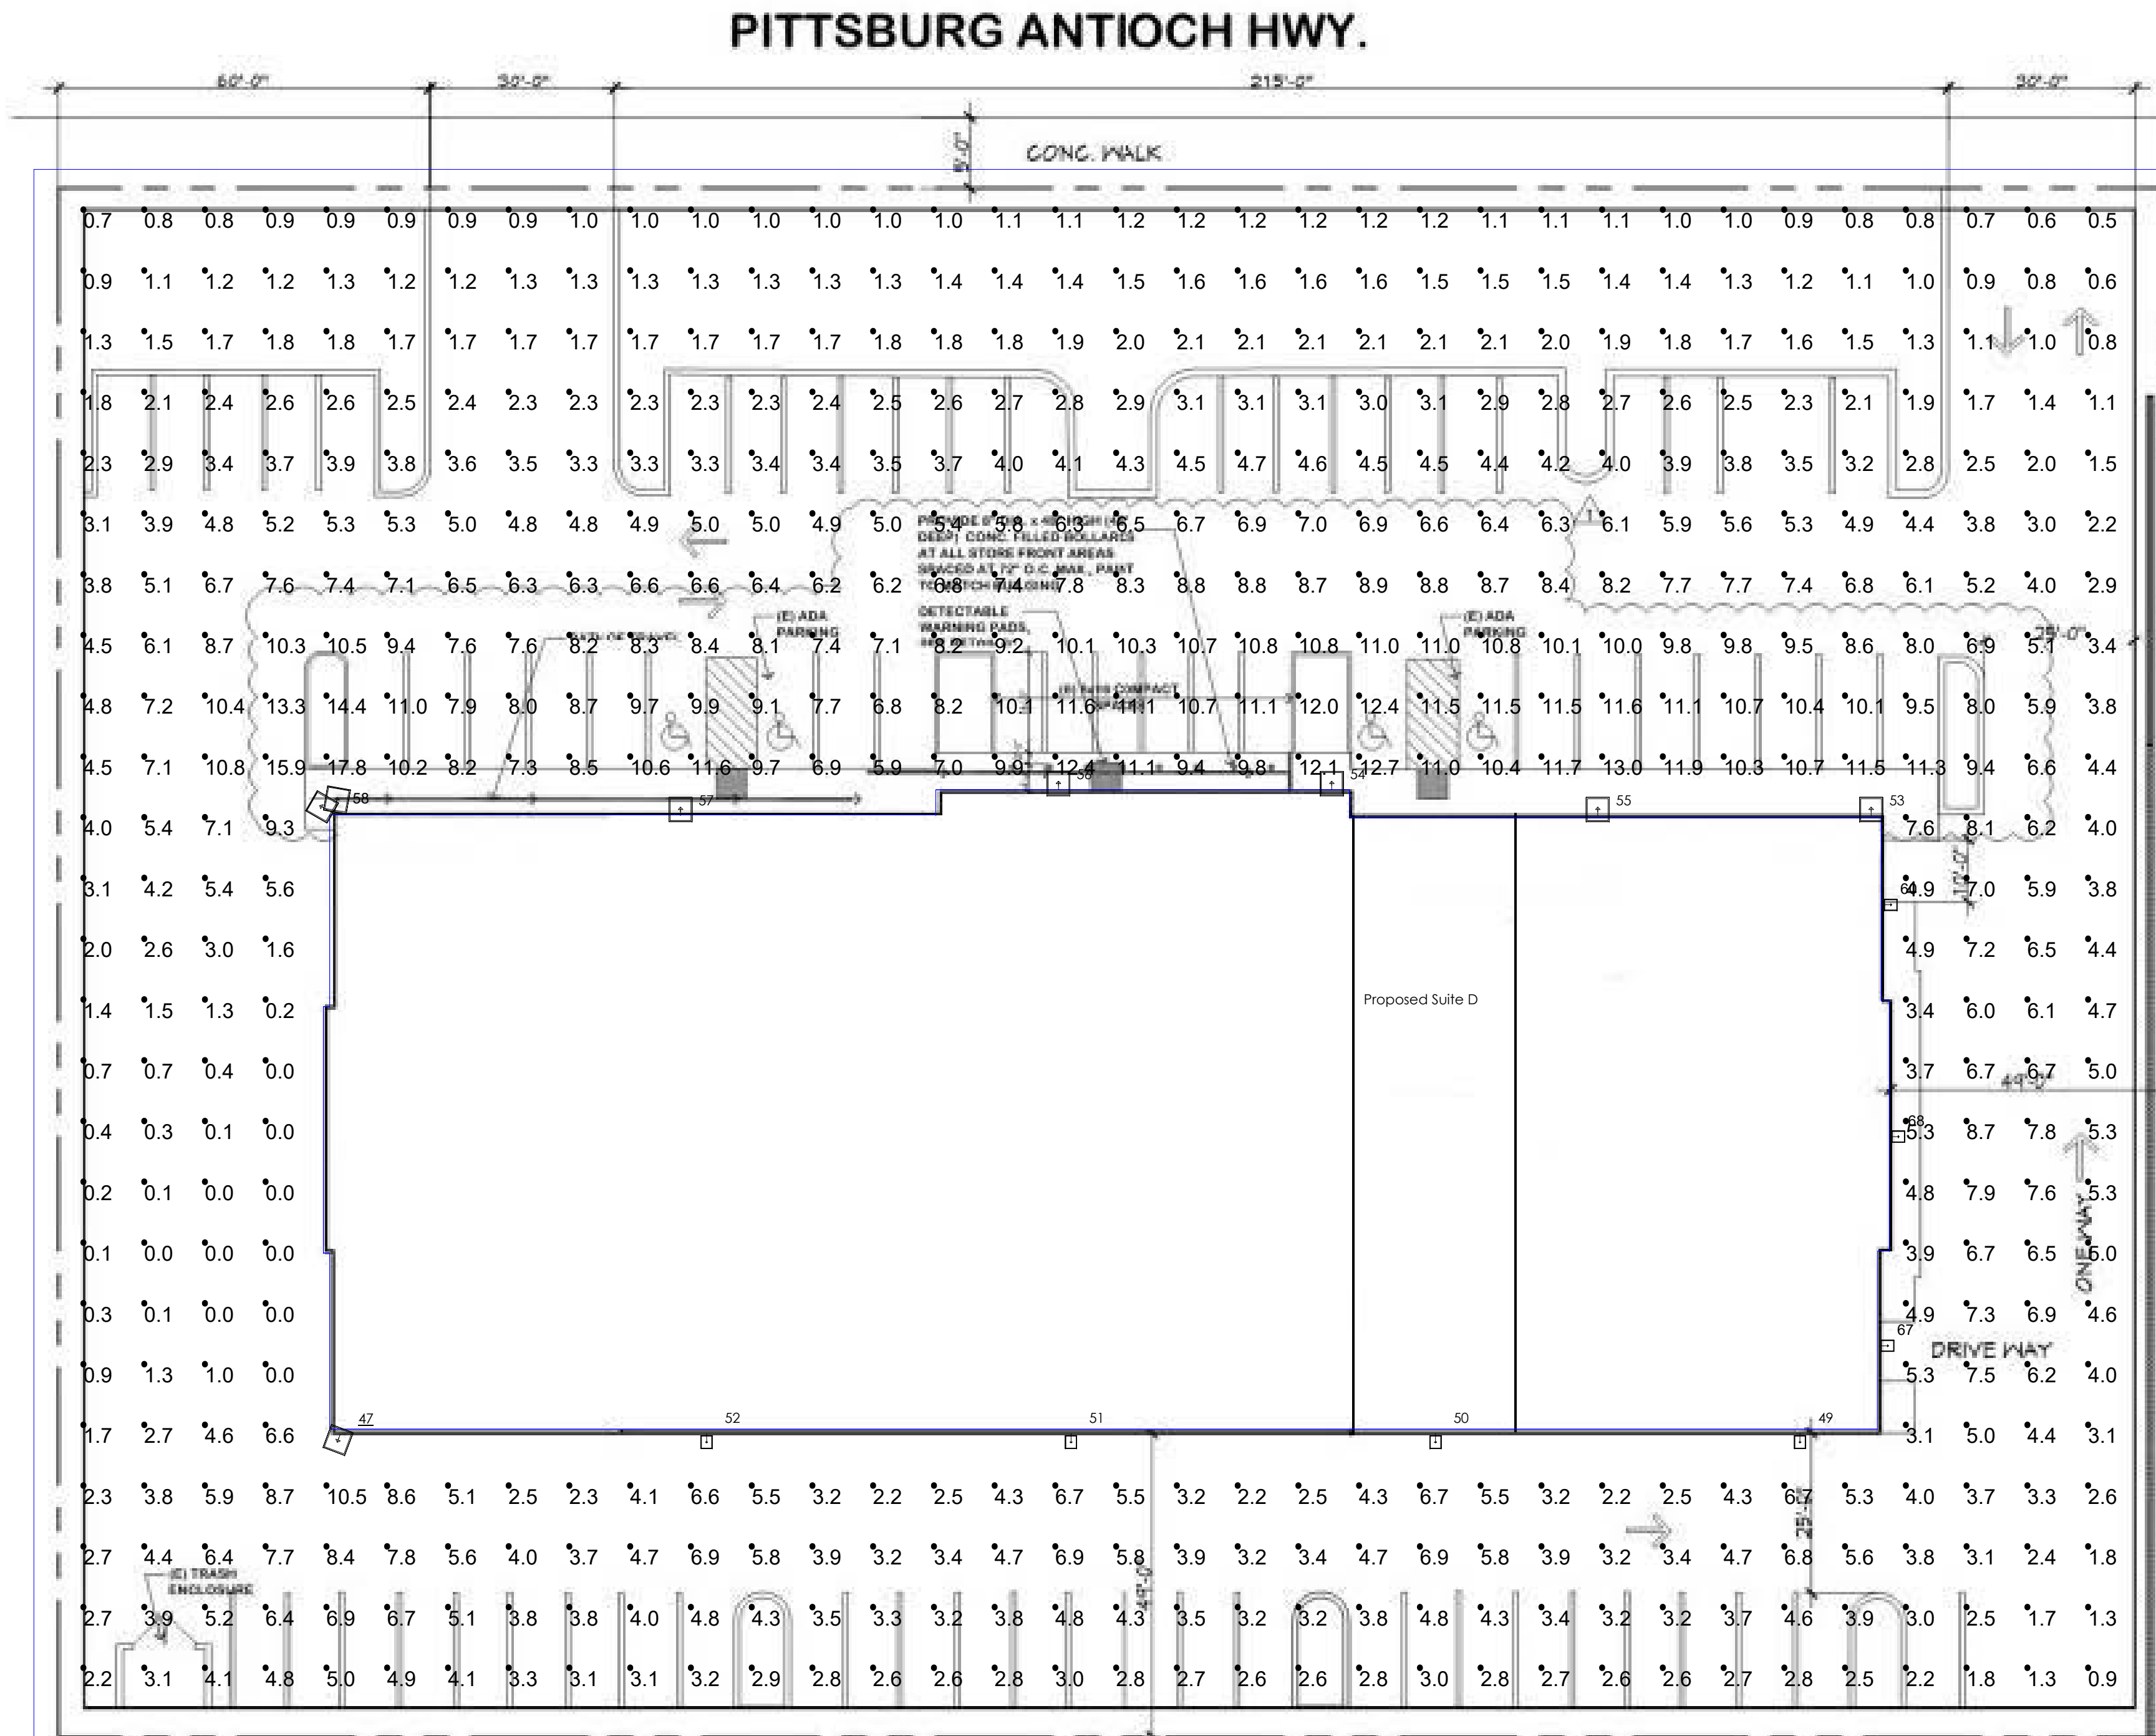 PITTSBURG ANTIOCH HWY.
60'-0" 30'-0" 215'-0" 30'-0"
5'-0"
CONC. WALK
0.7 0.8 0.8 0.9 0.9 0.9 0.9 0.9 1.0 1.0 1.0 1.0 1.0 1.0 1.0 1.1 1.1 1.2 1.2 1.2 1.2 1.2 1.2 1.1 1.1 1.1 1.0 1.0 0.9 0.8 0.8 0.7 0.6 0.5
0.9 1.1 1.2 1.2 1.3 1.2 1.2 1.3 1.3 1.3 1.3 1.3 1.3 1.3 1.4 1.4 1.4 1.5 1.6 1.6 1.6 1.6 1.5 1.5 1.5 1.4 1.4 1.3 1.2 1.1 1.0 0.9 0.8 0.6
1.3 1.5 1.7 1.8 1.8 1.7 1.7 1.7 1.7 1.7 1.7 1.7 1.7 1.8 1.8 1.8 1.9 2.0 2.1 2.1 2.1 2.1 2.1 2.1 2.0 1.9 1.8 1.7 1.6 1.5 1.3 1.1 1.0 0.8
1.8 2.1 2.4 2.6 2.6 2.5 2.4 2.3 2.3 2.3 2.3 2.3 2.4 2.5 2.6 2.7 2.8 2.9 3.1 3.1 3.1 3.0 3.1 2.9 2.8 2.7 2.6 2.5 2.3 2.1 1.9 1.7 1.4 1.1
2.3 2.9 3.4 3.7 3.9 3.8 3.6 3.5 3.3 3.3 3.3 3.4 3.4 3.5 3.7 4.0 4.1 4.3 4.5 4.7 4.6 4.5 4.5 4.4 4.2 4.0 3.9 3.8 3.5 3.2 2.8 2.5 2.0 1.5
3.1 3.9 4.8 5.2 5.3 5.3 5.0 4.8 4.8 4.9 5.0 5.0 4.9 5.0 5.4 5.8 6.3 6.5 6.7 6.9 7.0 6.9 6.6 6.4 6.3 6.1 5.9 5.6 5.3 4.9 4.4 3.8 3.0 2.2
DEEP) CONC. FILLED BOLLARDS
AT ALL STORE FRONT AREAS
SPACED AT 72" O.C. MAX., PAINT
3.8 5.1 6.7 7.6 7.4 7.1 6.5 6.3 6.3 6.6 6.6 6.4 6.2 6.2 6.8 7.4 7.8 8.3 8.8 8.8 8.7 8.9 8.8 8.7 8.4 8.2 7.7 7.7 7.4 6.8 6.1 5.2 4.0 2.9
DETECTABLE
WARNING PADS,
(E) ADA
PARKING
(E) ADA
PARKING
25'-0"
4.5 6.1 8.7 10.3 10.5 9.4 7.6 7.6 8.2 8.3 8.4 8.1 7.4 7.1 8.2 9.2 10.1 10.3 10.7 10.8 10.8 11.0 11.0 10.8 10.1 10.0 9.8 9.8 9.5 8.6 8.0 6.9 5.1 3.4
COMPACT
4.8 7.2 10.4 13.3 14.4 11.0 7.9 8.0 8.7 9.7 9.9 9.1 7.7 6.8 8.2 10.1 11.6 11.1 10.7 11.1 12.0 12.4 11.5 11.5 11.5 11.6 11.1 10.7 10.4 10.1 9.5 8.0 5.9 3.8
4.5 7.1 10.8 15.9 17.8 10.2 8.2 7.3 8.5 10.6 11.6 9.7 6.9 5.9 7.0 9.9 12.4 11.1 9.4 9.8 12.1 12.7 11.0 10.4 11.7 13.0 11.9 10.3 10.7 11.5 11.3 9.4 6.6 4.4
58 57 56 54 55 53
4.0 5.4 7.1 9.3 7.6 8.1 6.2 4.0
10'-0"
3.1 4.2 5.4 5.6 4.9 7.0 5.9 3.8
2.0 2.6 3.0 1.6 4.9 7.2 6.5 4.4
Proposed Suite D
1.4 1.5 1.3 0.2 3.4 6.0 6.1 4.7
0.7 0.7 0.4 0.0 3.7 6.7 6.7 5.0
49'-0"
68
0.4 0.3 0.1 0.0 5.3 8.7 7.8 5.3
0.2 0.1 0.0 0.0 4.8 7.9 7.6 5.3
ONE WAY
0.1 0.0 0.0 0.0 3.9 6.7 6.5 5.0
0.3 0.1 0.0 0.0 4.9 7.3 6.9 4.6
67
DRIVE WAY
0.9 1.3 1.0 0.0 5.3 7.5 6.2 4.0
47 52 51 50 49
1.7 2.7 4.6 6.6 3.1 5.0 4.4 3.1
2.3 3.8 5.9 8.7 10.5 8.6 5.1 2.5 2.3 4.1 6.6 5.5 3.2 2.2 2.5 4.3 6.7 5.5 3.2 2.2 2.5 4.3 6.7 5.5 3.2 2.2 2.5 4.3 6.7 5.3 4.0 3.7 3.3 2.6
25'-0"
2.7 4.4 6.4 7.7 8.4 7.8 5.6 4.0 3.7 4.7 6.9 5.8 3.9 3.2 3.4 4.7 6.9 5.8 3.9 3.2 3.4 4.7 6.9 5.8 3.9 3.2 3.4 4.7 6.8 5.6 3.8 3.1 2.4 1.8
(E) TRASH
ENCLOSURE
49'-0"
2.7 3.9 5.2 6.4 6.9 6.7 5.1 3.8 3.8 4.0 4.8 4.3 3.5 3.3 3.2 3.8 4.8 4.3 3.5 3.2 3.2 3.8 4.8 4.3 3.4 3.2 3.2 3.7 4.6 3.9 3.0 2.5 1.7 1.3
2.2 3.1 4.1 4.8 5.0 4.9 4.1 3.3 3.1 3.1 3.2 2.9 2.8 2.6 2.6 2.8 3.0 2.8 2.7 2.6 2.6 2.8 3.0 2.8 2.7 2.6 2.6 2.7 2.8 2.5 2.2 1.8 1.3 0.9